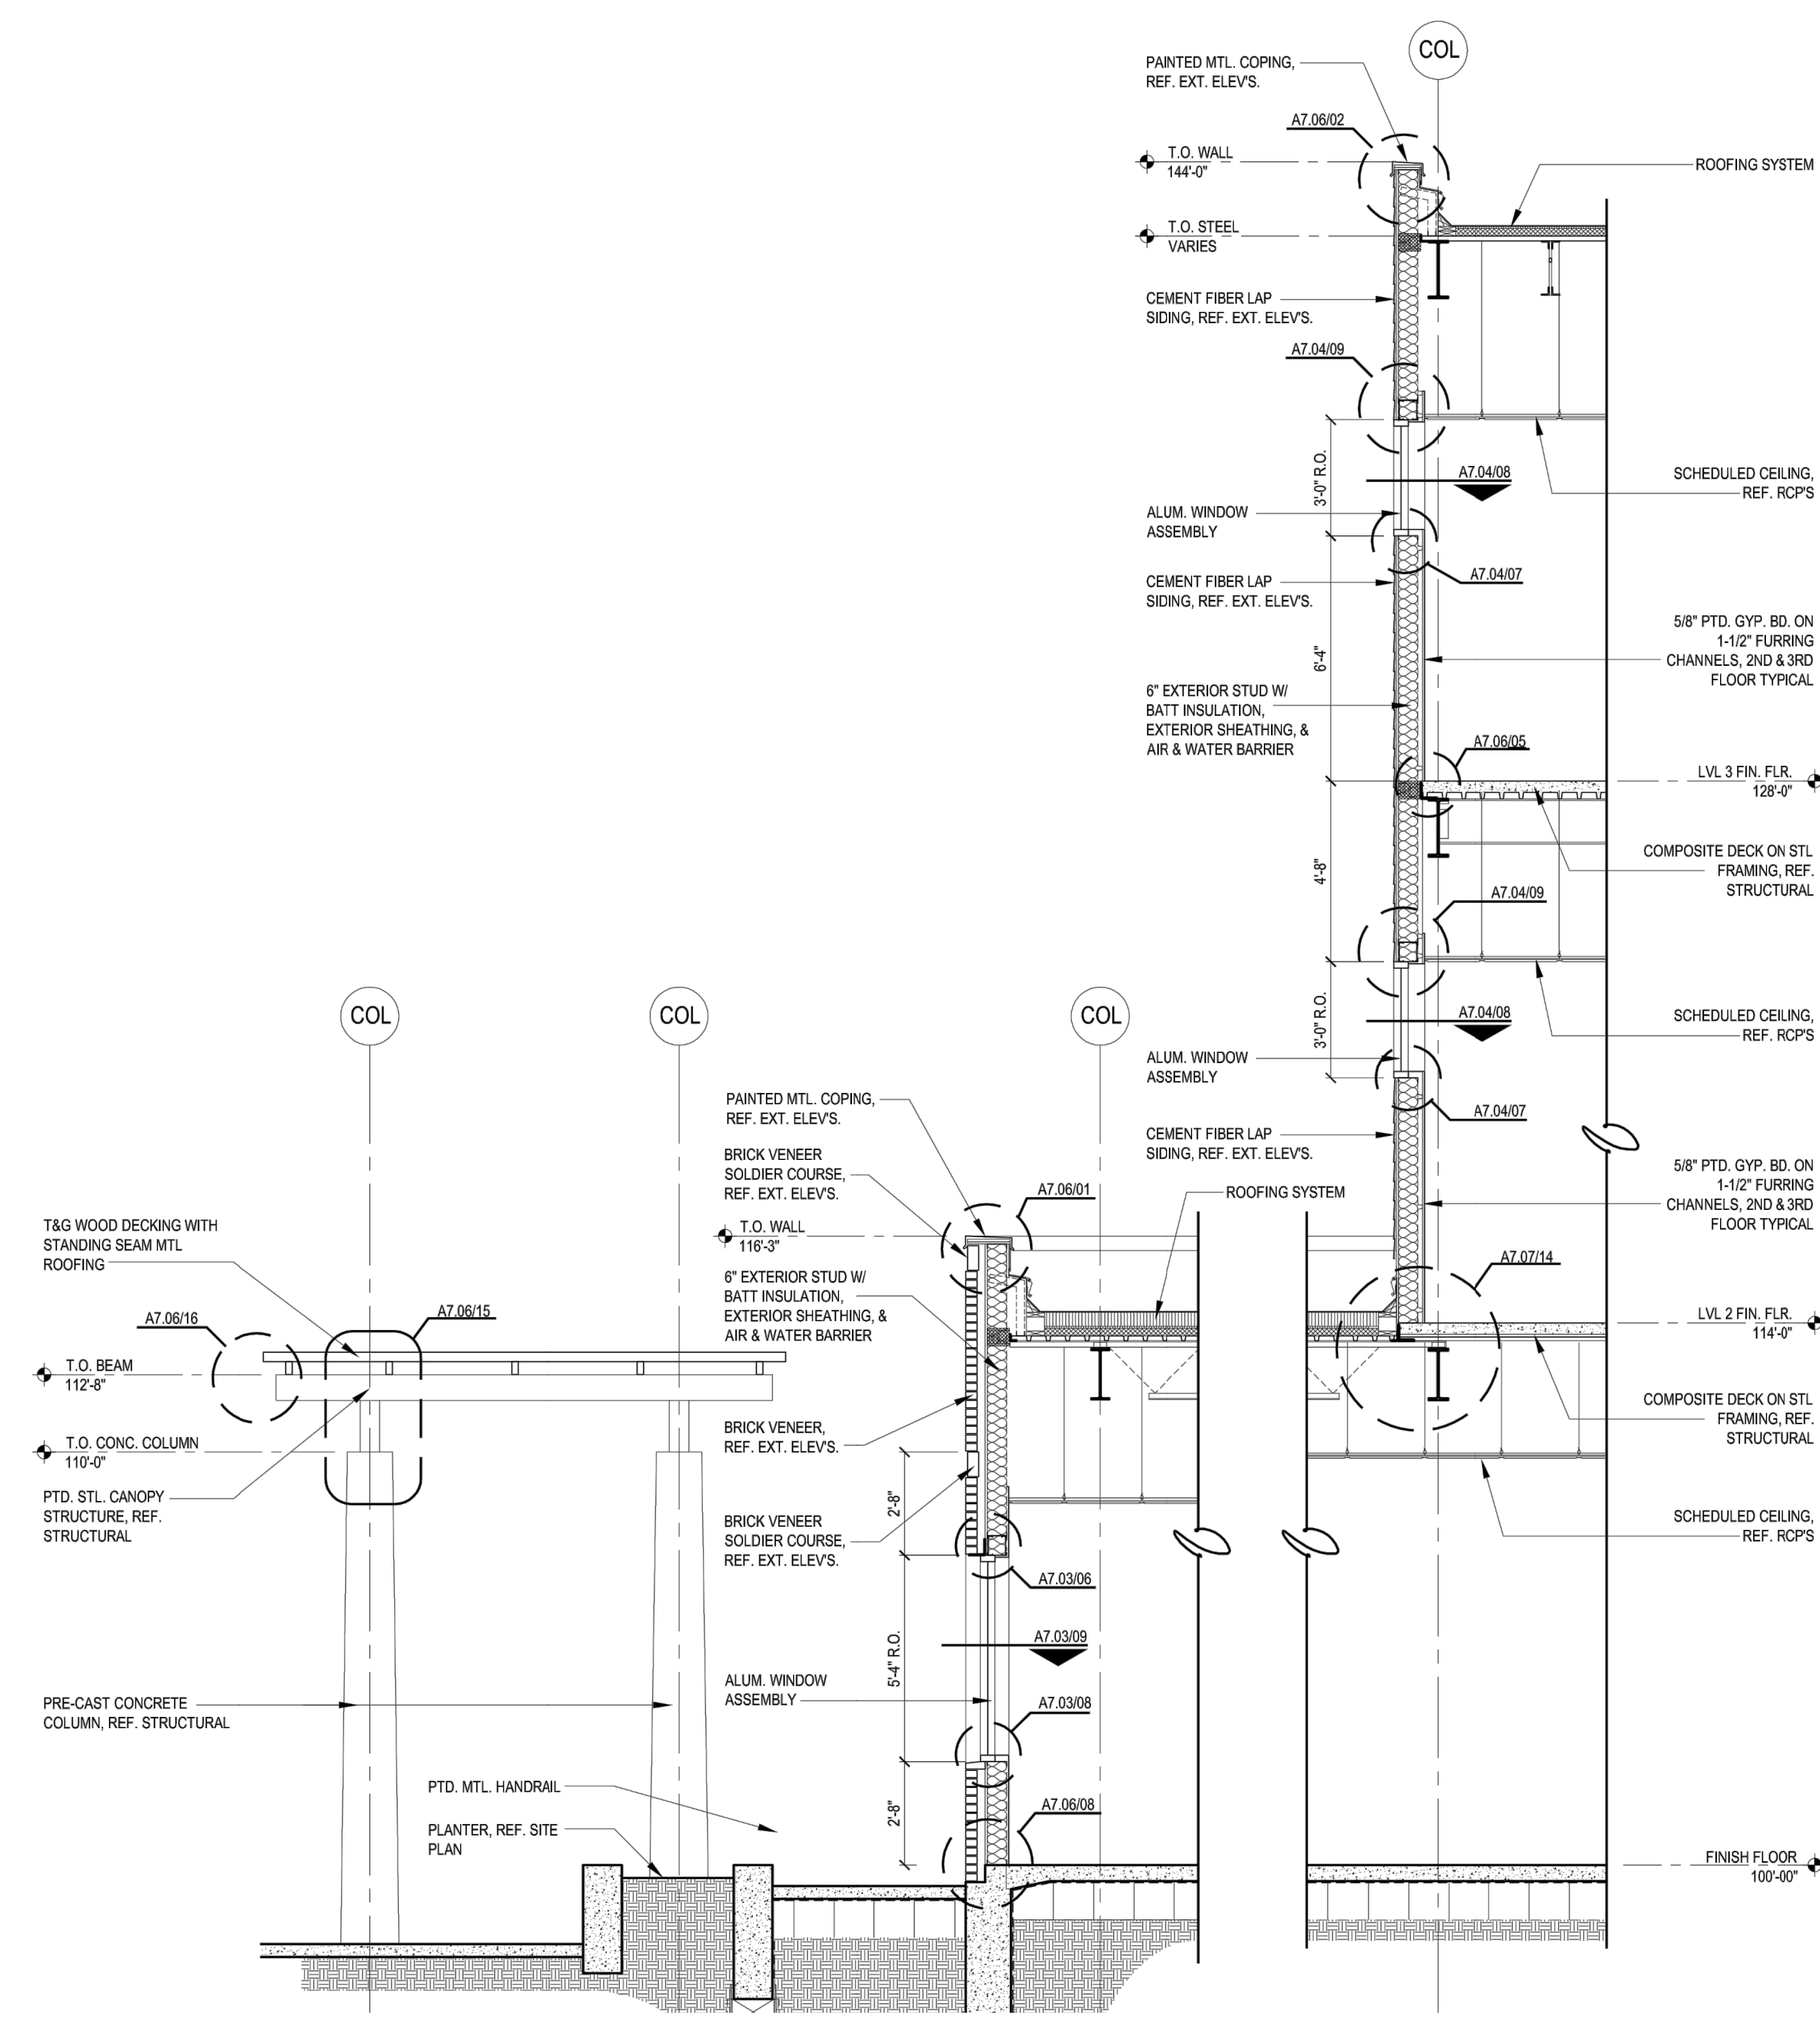 COL
PAINTED MTL. COPING,
REF. EXT. ELEV'S.
A7.06/02
T.O. WALL
144'-0"
ROOFING SYSTEM
T.O. STEEL
VARIES
CEMENT FIBER LAP
SIDING, REF. EXT. ELEV'S.
A7.04/09
3'-0" R.O.
A7.04/08
SCHEDULED CEILING,
REF. RCP'S
ALUM. WINDOW
ASSEMBLY
CEMENT FIBER LAP
SIDING, REF. EXT. ELEV'S.
A7.04/07
6'-4"
5/8" PTD. GYP. BD. ON
1-1/2" FURRING
CHANNELS, 2ND & 3RD
FLOOR TYPICAL
6" EXTERIOR STUD W/
BATT INSULATION,
EXTERIOR SHEATHING, &
AIR & WATER BARRIER
A7.06/05
LVL 3 FIN. FLR.
128'-0"
4'-8"
COMPOSITE DECK ON STL
FRAMING, REF.
STRUCTURAL
A7.04/09
COL
COL
COL
3'-0" R.O.
A7.04/08
SCHEDULED CEILING,
REF. RCP'S
ALUM. WINDOW
ASSEMBLY
PAINTED MTL. COPING,
REF. EXT. ELEV'S.
A7.04/07
CEMENT FIBER LAP
SIDING, REF. EXT. ELEV'S.
BRICK VENEER
SOLDIER COURSE,
REF. EXT. ELEV'S.
A7.06/01
ROOFING SYSTEM
5/8" PTD. GYP. BD. ON
1-1/2" FURRING
CHANNELS, 2ND & 3RD
FLOOR TYPICAL
T&G WOOD DECKING WITH
STANDING SEAM MTL
ROOFING
T.O. WALL
116'-3"
A7.07/14
6" EXTERIOR STUD W/
BATT INSULATION,
EXTERIOR SHEATHING, &
AIR & WATER BARRIER
A7.06/16
A7.06/15
LVL 2 FIN. FLR.
114'-0"
T.O. BEAM
112'-8"
COMPOSITE DECK ON STL
FRAMING, REF.
STRUCTURAL
BRICK VENEER,
REF. EXT. ELEV'S.
T.O. CONC. COLUMN
110'-0"
PTD. STL. CANOPY
STRUCTURE, REF.
STRUCTURAL
2'-8"
BRICK VENEER
SOLDIER COURSE,
REF. EXT. ELEV'S.
SCHEDULED CEILING,
REF. RCP'S
A7.03/06
A7.03/09
5'-4" R.O.
ALUM. WINDOW
ASSEMBLY
A7.03/08
PRE-CAST CONCRETE
COLUMN, REF. STRUCTURAL
PTD. MTL. HANDRAIL
A7.06/08
2'-8"
PLANTER, REF. SITE
PLAN
FINISH FLOOR
100'-00"